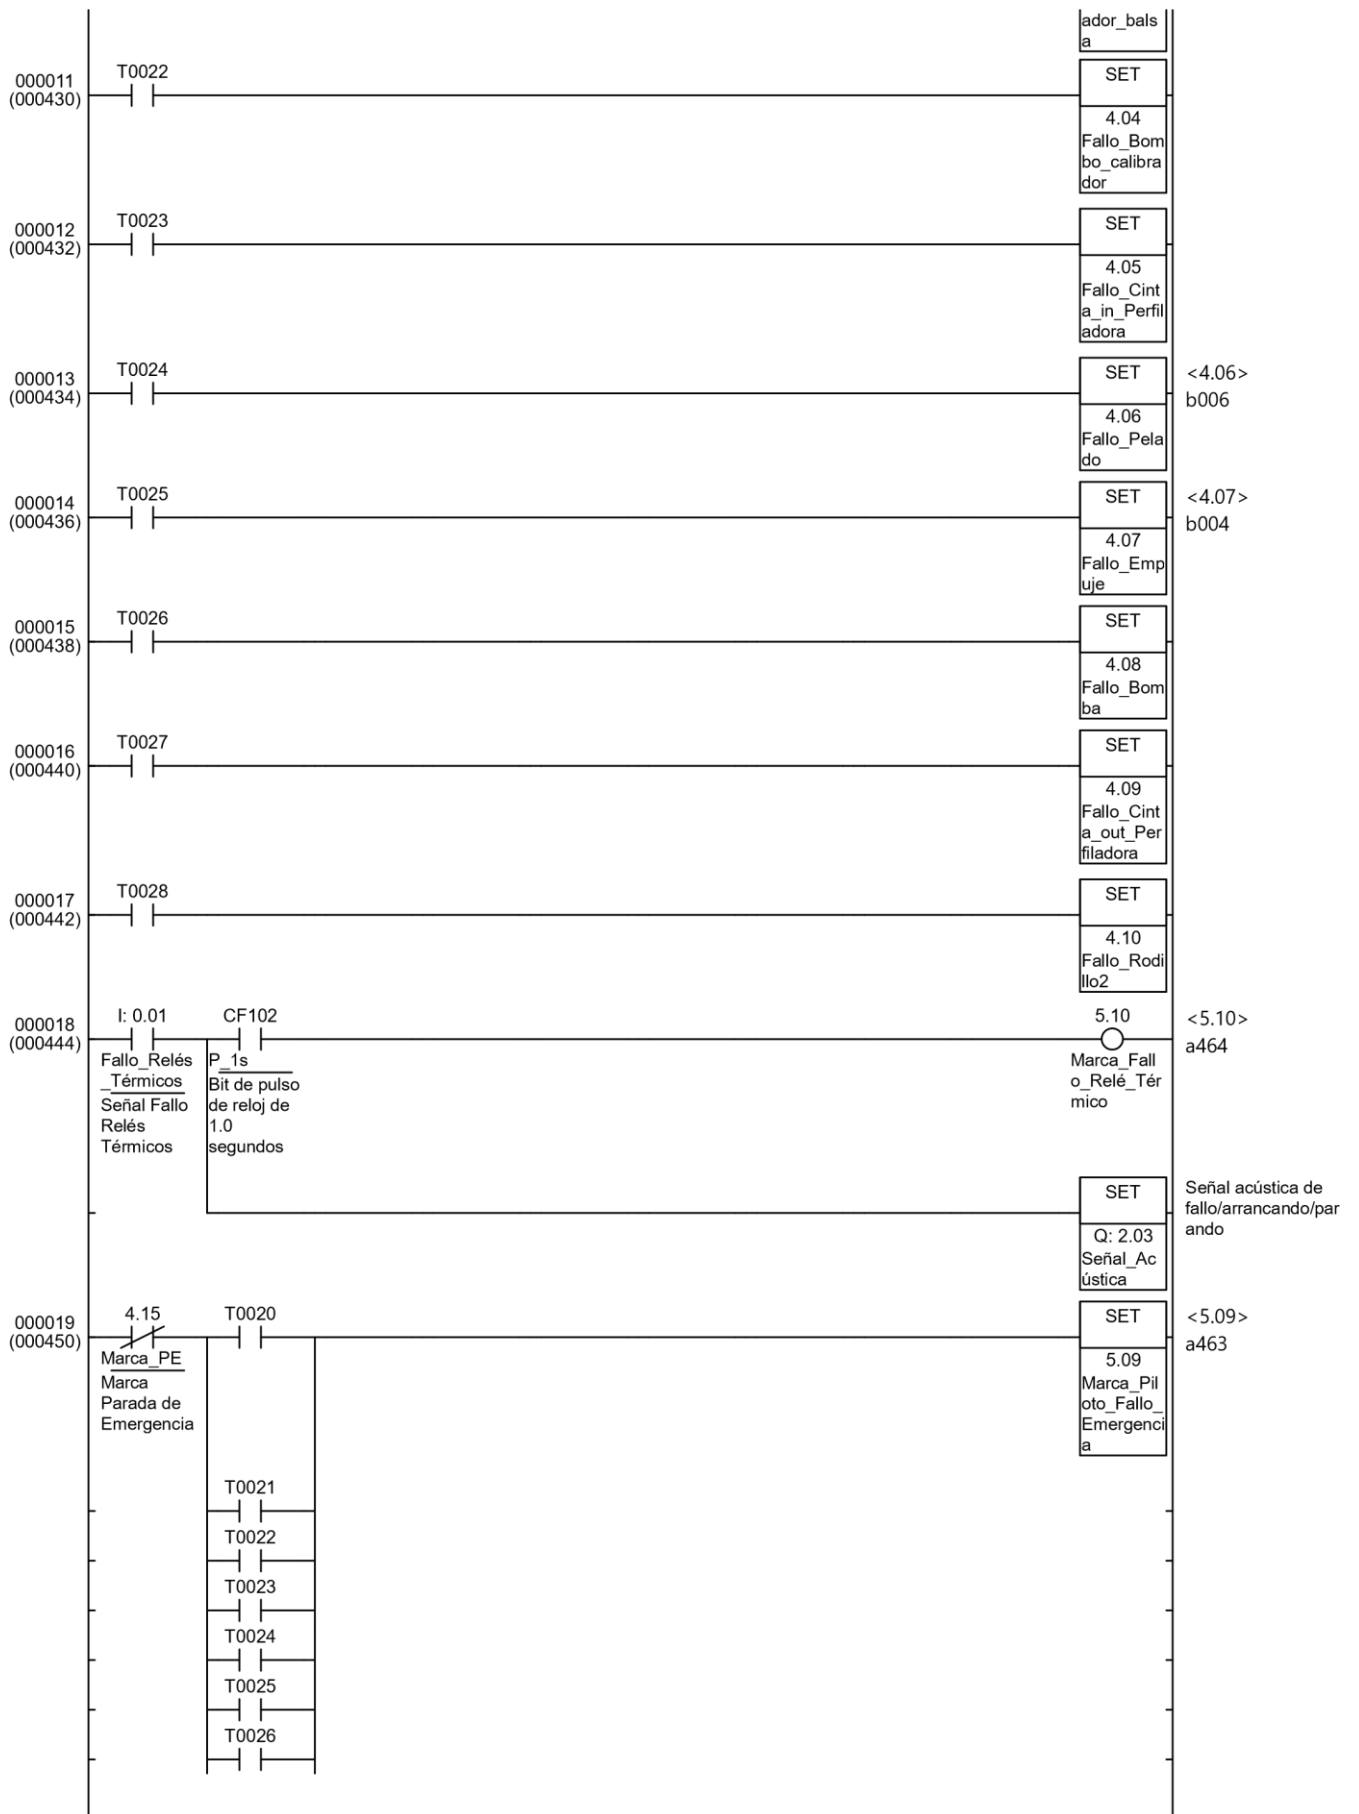 ador_bals
a
000011
(000430)
T0022
SET
4.04
Fallo_Bom
bo_calibra
dor
000012
(000432)
T0023
SET
4.05
Fallo_Cint
a_in_Perfil
adora
000013
(000434)
T0024
SET
<4.06>
b006
4.06
Fallo_Pela
do
000014
(000436)
T0025
SET
<4.07>
b004
4.07
Fallo_Emp
uje
000015
(000438)
T0026
SET
4.08
Fallo_Bom
ba
000016
(000440)
T0027
SET
4.09
Fallo_Cint
a_out_Per
filadora
000017
(000442)
T0028
SET
4.10
Fallo_Rodi
llo2
000018
(000444)
I: 0.01
Fallo_Relés
_Térmicos
Señal Fallo
Relés
Térmicos
CF102
P_1s
Bit de pulso
de reloj de
1.0
segundos
5.10
Marca_Fall
o_Relé_Tér
mico
<5.10>
a464
SET
Q: 2.03
Señal_Ac
ústica
Señal acústica de
fallo/arrancando/par
ando
000019
(000450)
4.15
Marca_PE
Marca
Parada de
Emergencia
T0020
SET
5.09
Marca_Pil
oto_Fallo_
Emergenci
a
<5.09>
a463
T0021
T0022
T0023
T0024
T0025
T0026